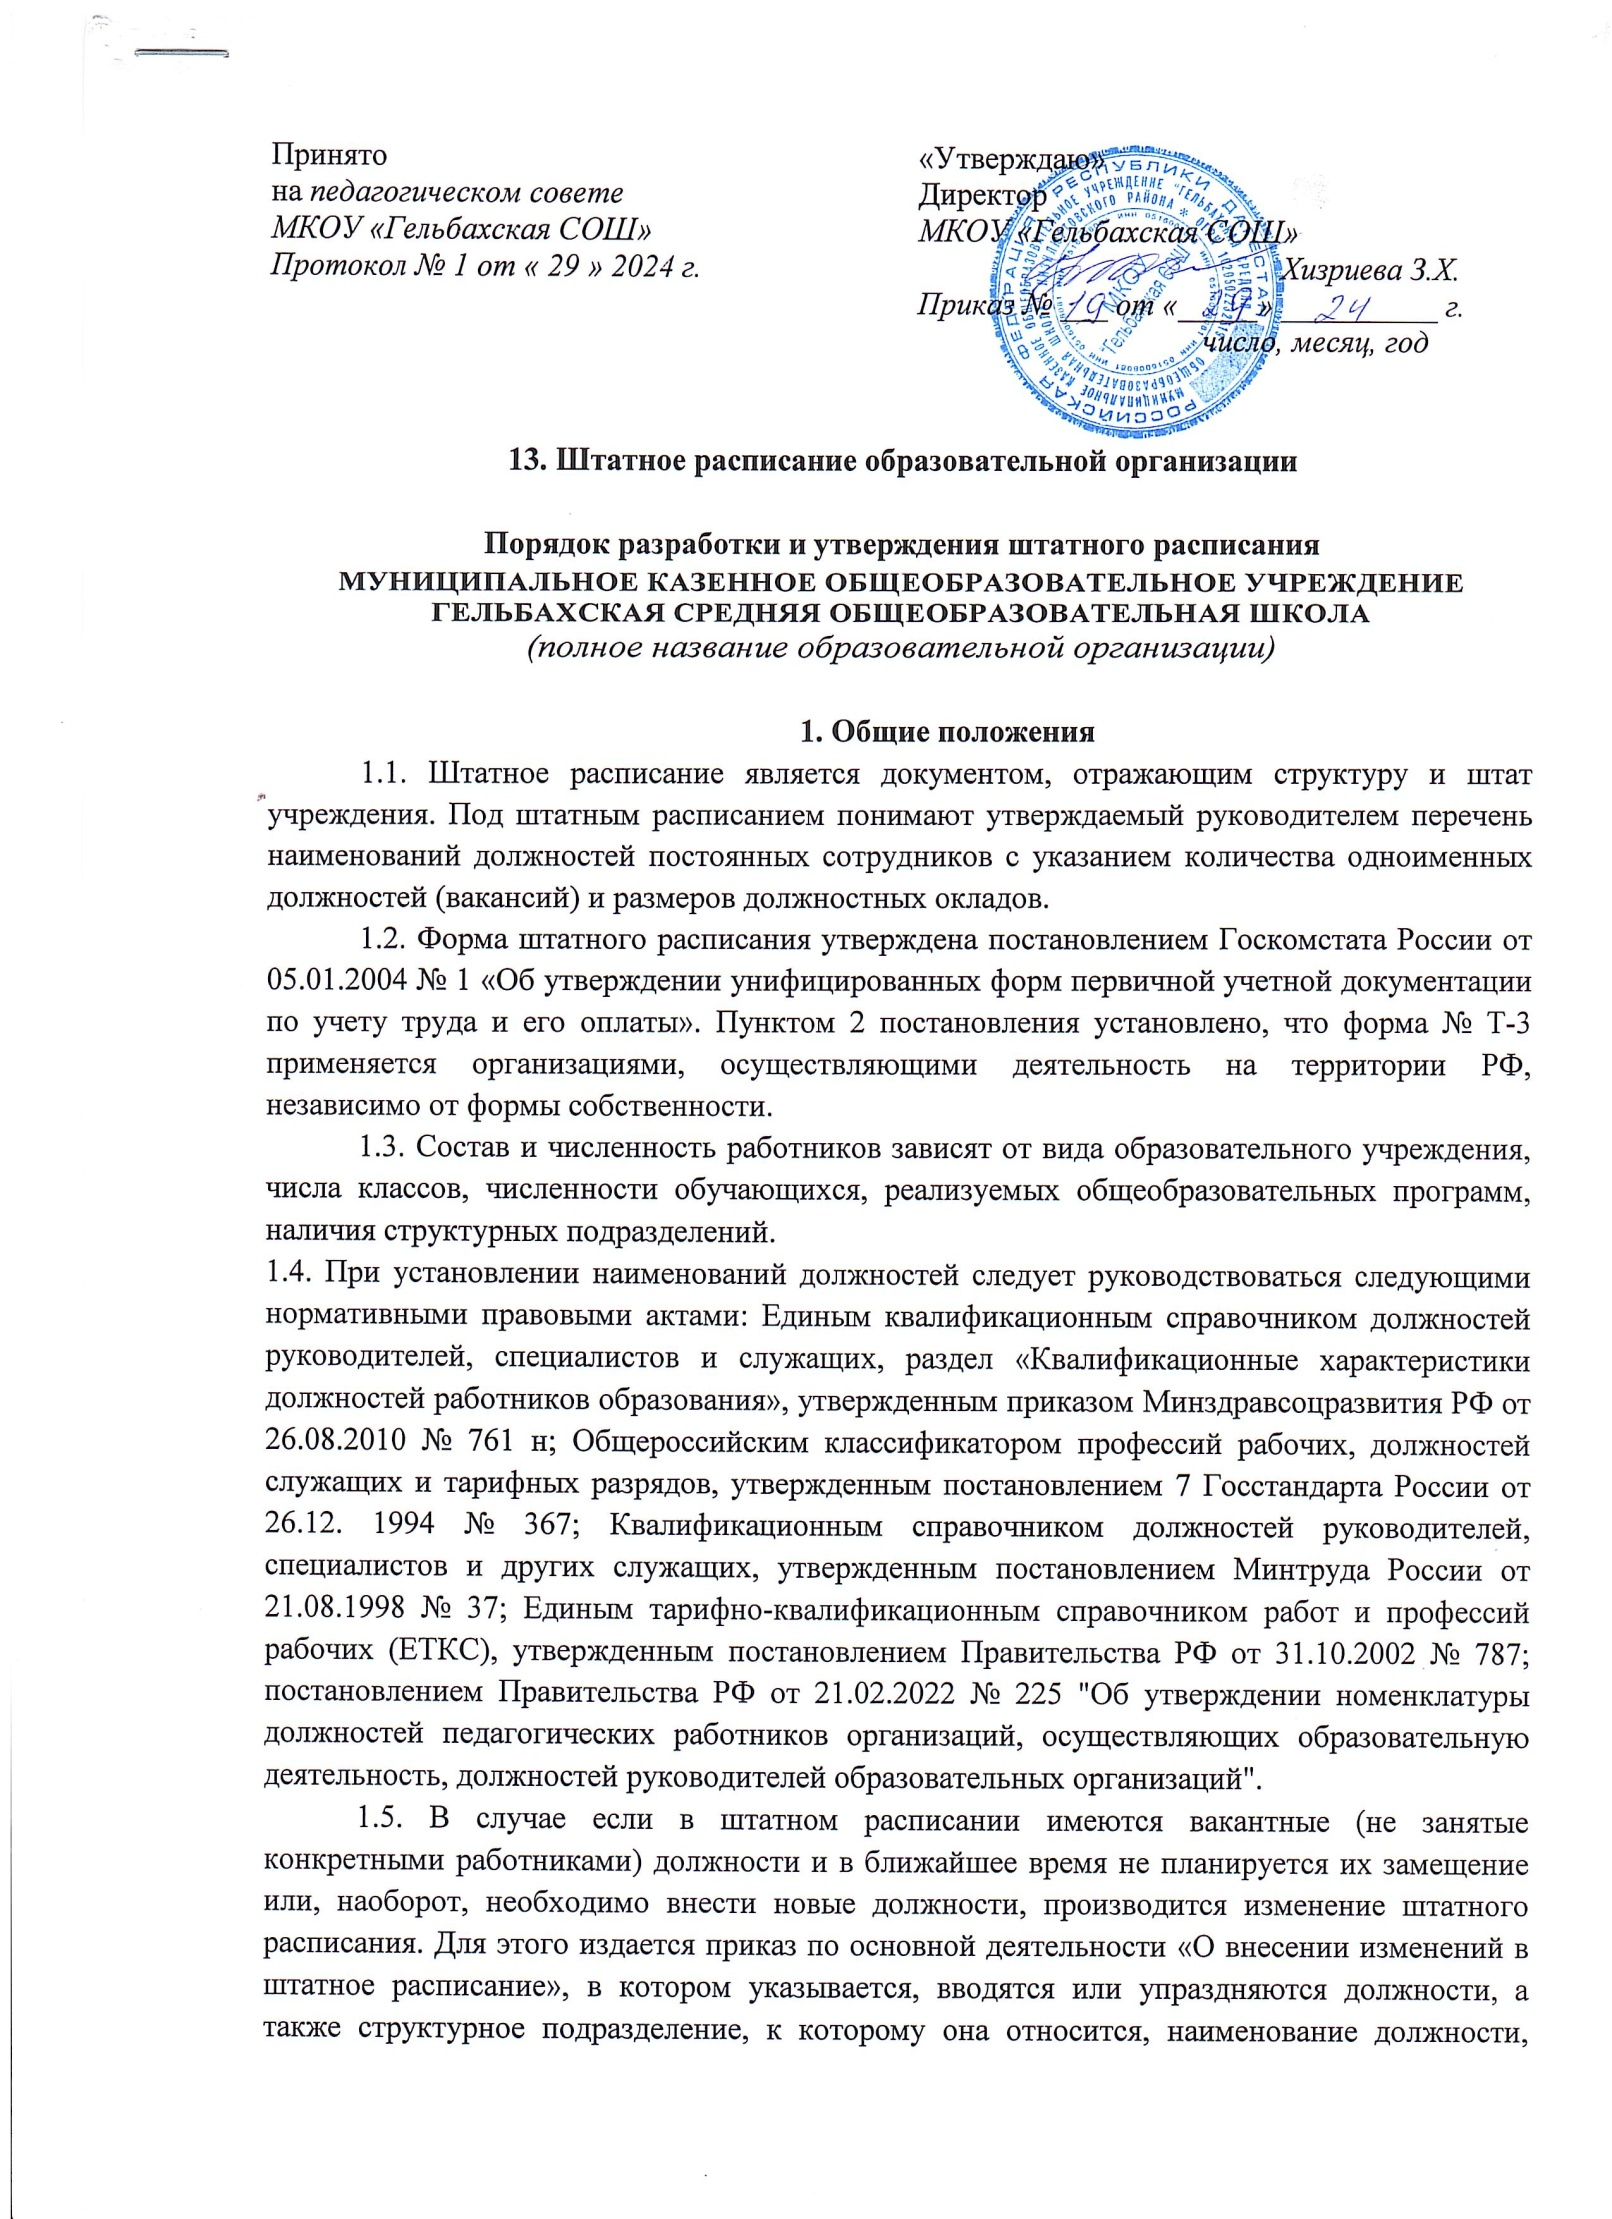 Принято
на педагогическом совете
МКОУ «Гельбахская СОШ»
Протокол № 1 от « 29 » 2024 г.
«Утверждаю»
Директор
МКОУ «Гельбахская СОШ»
Хизриева З.Х.
Приказ № 19 от « » 24 г.
число, месяц, год
РОССИЙСКАЯ ФЕДЕРАЦИЯ * РЕСПУБЛИКИ ДАГЕСТАН
МКОУ
"Гельбахская СОШ"
13. Штатное расписание образовательной организации
Порядок разработки и утверждения штатного расписания
МУНИЦИПАЛЬНОЕ КАЗЕННОЕ ОБЩЕОБРАЗОВАТЕЛЬНОЕ УЧРЕЖДЕНИЕ
ГЕЛЬБАХСКАЯ СРЕДНЯЯ ОБЩЕОБРАЗОВАТЕЛЬНАЯ ШКОЛА
(полное название образовательной организации)
1. Общие положения
1.1. Штатное расписание является документом, отражающим структуру и штат
учреждения. Под штатным расписанием понимают утверждаемый руководителем перечень
наименований должностей постоянных сотрудников с указанием количества одноименных
должностей (вакансий) и размеров должностных окладов.
1.2. Форма штатного расписания утверждена постановлением Госкомстата России от
05.01.2004 № 1 «Об утверждении унифицированных форм первичной учетной документации
по учету труда и его оплаты». Пунктом 2 постановления установлено, что форма № Т-3
применяется организациями, осуществляющими деятельность на территории РФ,
независимо от формы собственности.
1.3. Состав и численность работников зависят от вида образовательного учреждения,
числа классов, численности обучающихся, реализуемых общеобразовательных программ,
наличия структурных подразделений.
1.4. При установлении наименований должностей следует руководствоваться следующими
нормативными правовыми актами: Единым квалификационным справочником должностей
руководителей, специалистов и служащих, раздел «Квалификационные характеристики
должностей работников образования», утвержденным приказом Минздравсоцразвития РФ от
26.08.2010 № 761 н; Общероссийским классификатором профессий рабочих, должностей
служащих и тарифных разрядов, утвержденным постановлением 7 Госстандарта России от
26.12. 1994 № 367; Квалификационным справочником должностей руководителей,
специалистов и других служащих, утвержденным постановлением Минтруда России от
21.08.1998 № 37; Единым тарифно-квалификационным справочником работ и профессий
рабочих (ЕТКС), утвержденным постановлением Правительства РФ от 31.10.2002 № 787;
постановлением Правительства РФ от 21.02.2022 № 225 "Об утверждении номенклатуры
должностей педагогических работников организаций, осуществляющих образовательную
деятельность, должностей руководителей образовательных организаций".
1.5. В случае если в штатном расписании имеются вакантные (не занятые
конкретными работниками) должности и в ближайшее время не планируется их замещение
или, наоборот, необходимо внести новые должности, производится изменение штатного
расписания. Для этого издается приказ по основной деятельности «О внесении изменений в
штатное расписание», в котором указывается, вводятся или упраздняются должности, а
также структурное подразделение, к которому она относится, наименование должности,